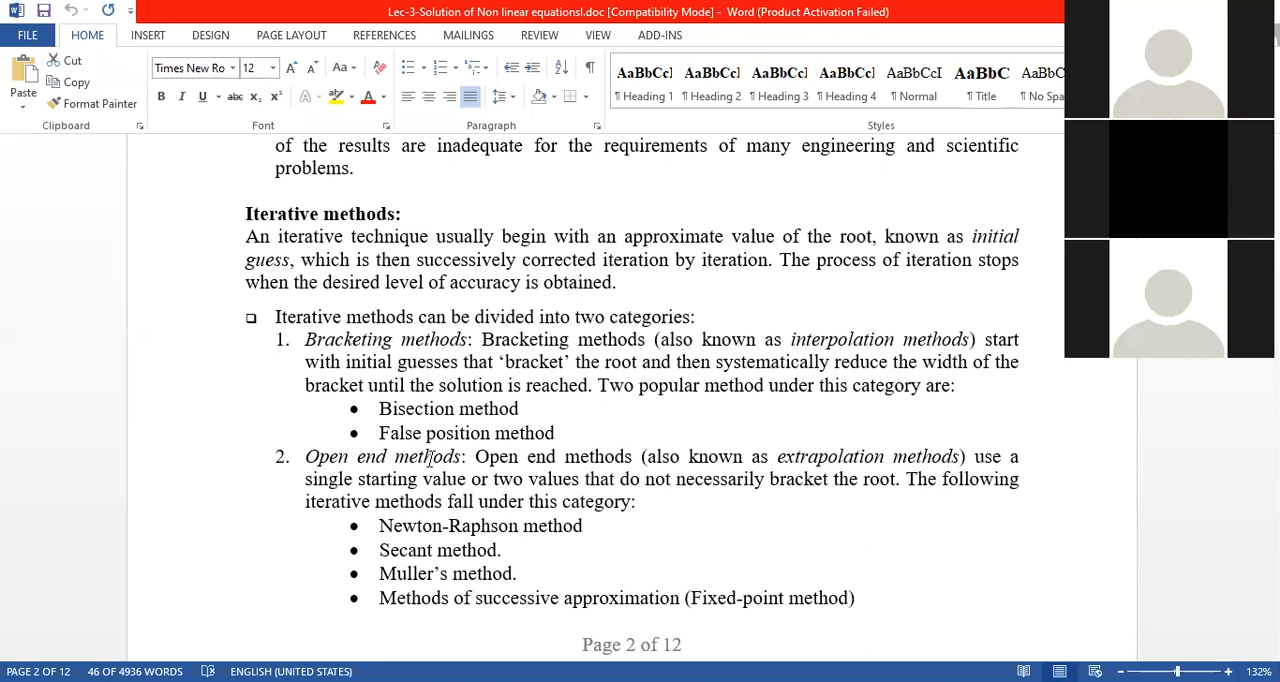 Lec-3-Solution of Non linear equationsI.doc [Compatibility Mode] - Word (Product Activation Failed)
FILE HOME INSERT DESIGN PAGE LAYOUT REFERENCES MAILINGS REVIEW VIEW ADD-INS
Paste
Cut
Copy
Format Painter
Clipboard
Times New Ro 12
Font
Paragraph
AaBbCcI AaBbCcI AaBbCcI AaBbCcI AaBbCcI AaBbC AaBbC
¶ Heading 1 ¶ Heading 2 ¶ Heading 3 ¶ Heading 4 ¶ Normal ¶ Title ¶ No Spa
Styles
of the results are inadequate for the requirements of many engineering and scientific
problems.
Iterative methods:
An iterative technique usually begin with an approximate value of the root, known as initial
guess, which is then successively corrected iteration by iteration. The process of iteration stops
when the desired level of accuracy is obtained.
❑ Iterative methods can be divided into two categories:
1. Bracketing methods: Bracketing methods (also known as interpolation methods) start
with initial guesses that ‘bracket’ the root and then systematically reduce the width of the
bracket until the solution is reached. Two popular method under this category are:
• Bisection method
• False position method
2. Open end methods: Open end methods (also known as extrapolation methods) use a
single starting value or two values that do not necessarily bracket the root. The following
iterative methods fall under this category:
• Newton-Raphson method
• Secant method.
• Muller’s method.
• Methods of successive approximation (Fixed-point method)
Page 2 of 12
PAGE 2 OF 12 46 OF 4936 WORDS ENGLISH (UNITED STATES) 132%